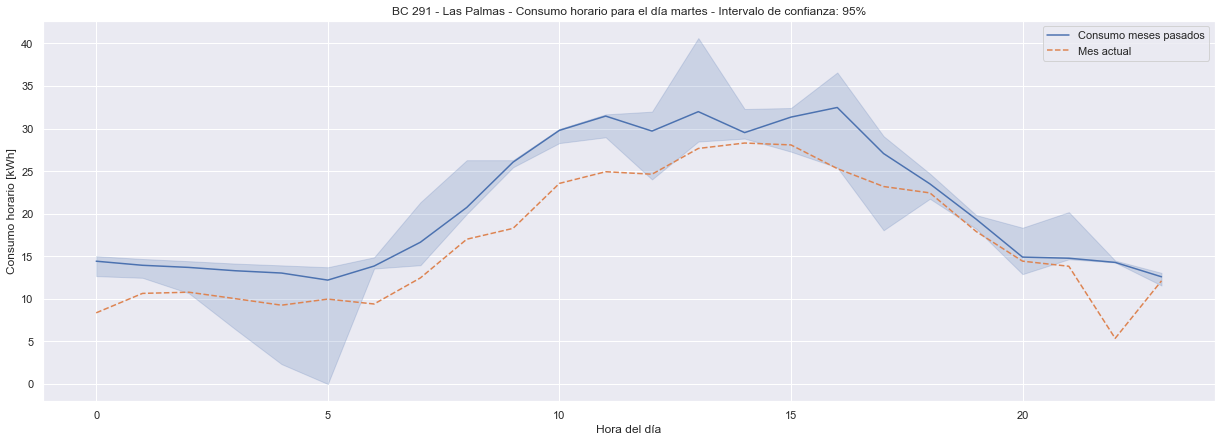 BC 291 - Las Palmas - Consumo horario para el día martes - Intervalo de confianza: 95%
Consumo meses pasados
Mes actual
Consumo horario [kWh]
40
35
30
25
20
15
10
5
0
0
5
10
15
20
Hora del día